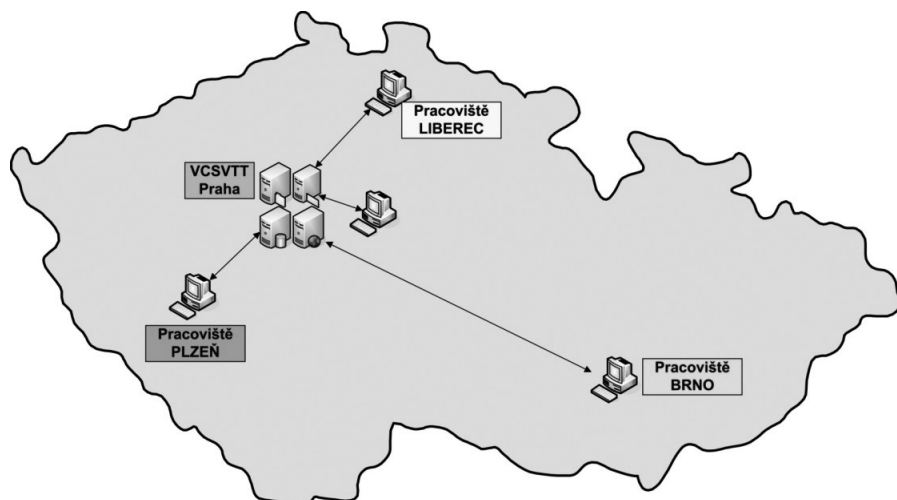 Pracoviště
LIBEREC
VCSVTT
Praha
Pracoviště
PLZEŇ
Pracoviště
BRNO